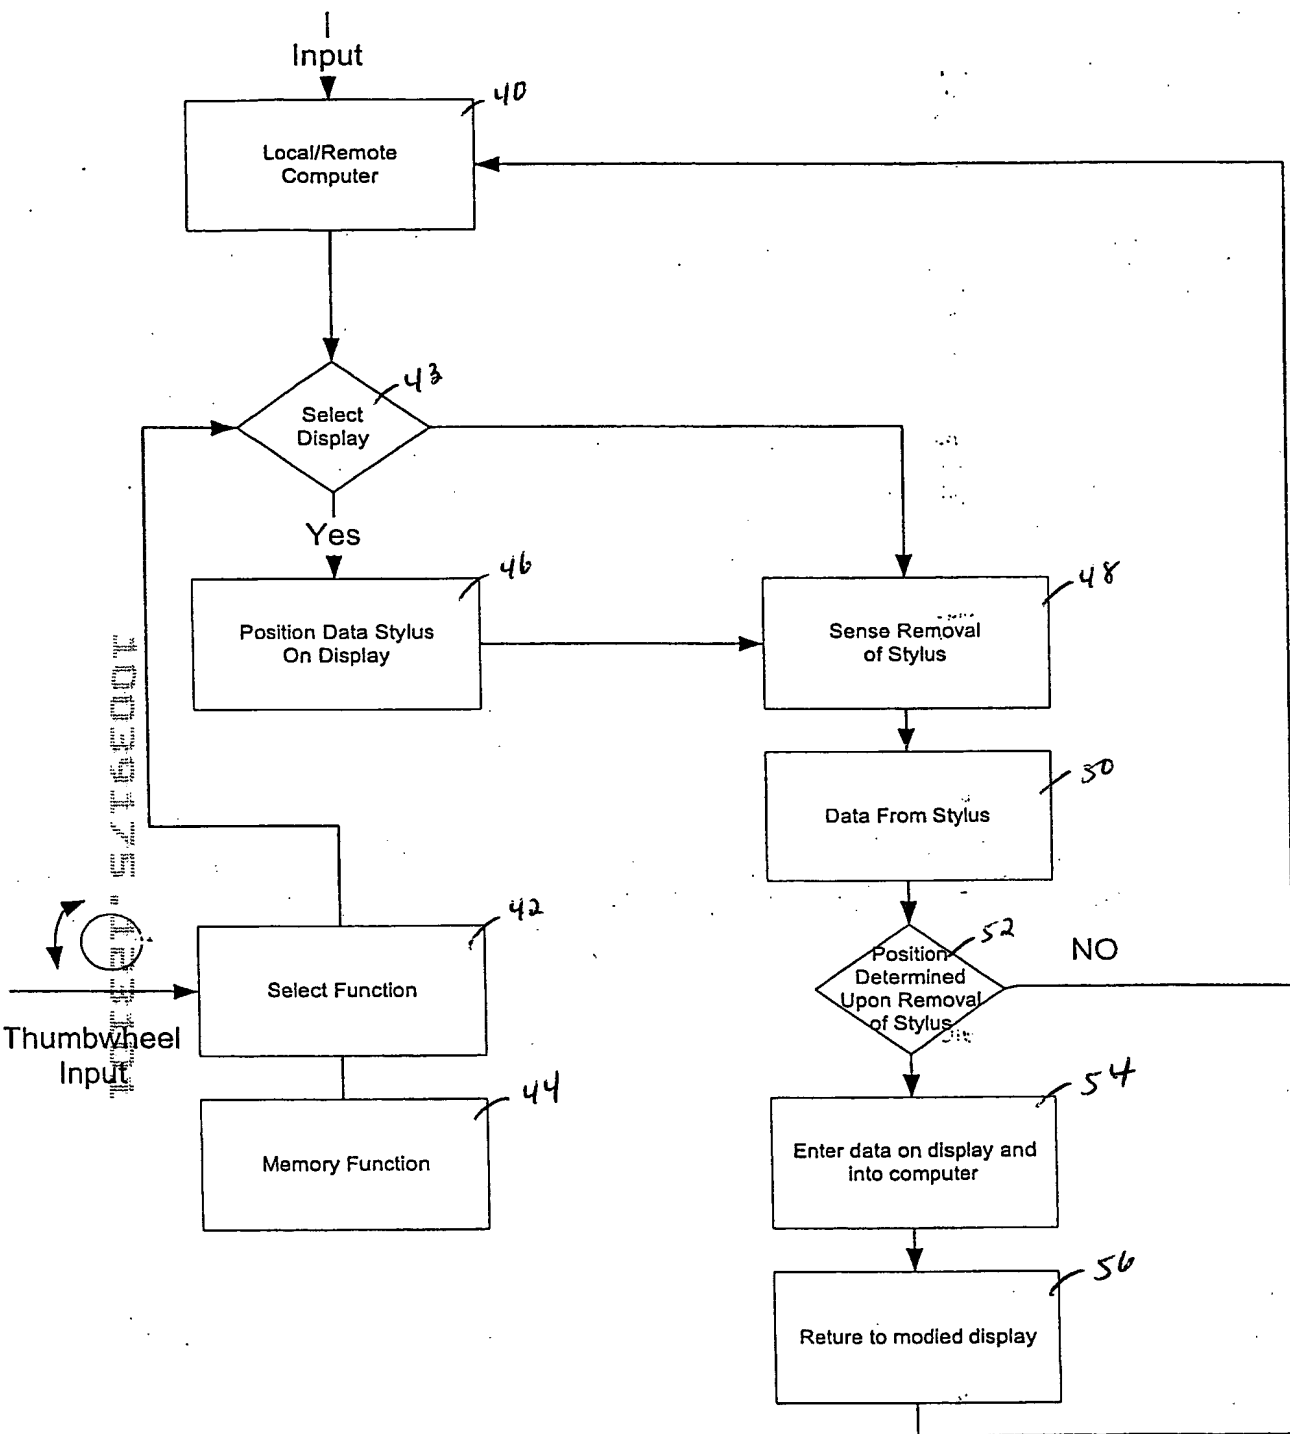 Input
40
Local/Remote
Computer
43
Select
Display
Yes
46
Position Data Stylus
On Display
48
Sense Removal
of Stylus
50
Data From Stylus
42
Select Function
Thumbwheel
Input
44
Memory Function
52
Position
Determined
Upon Removal
of Stylus
NO
54
Enter data on display and
into computer
56
Reture to modied display
10039175.123101